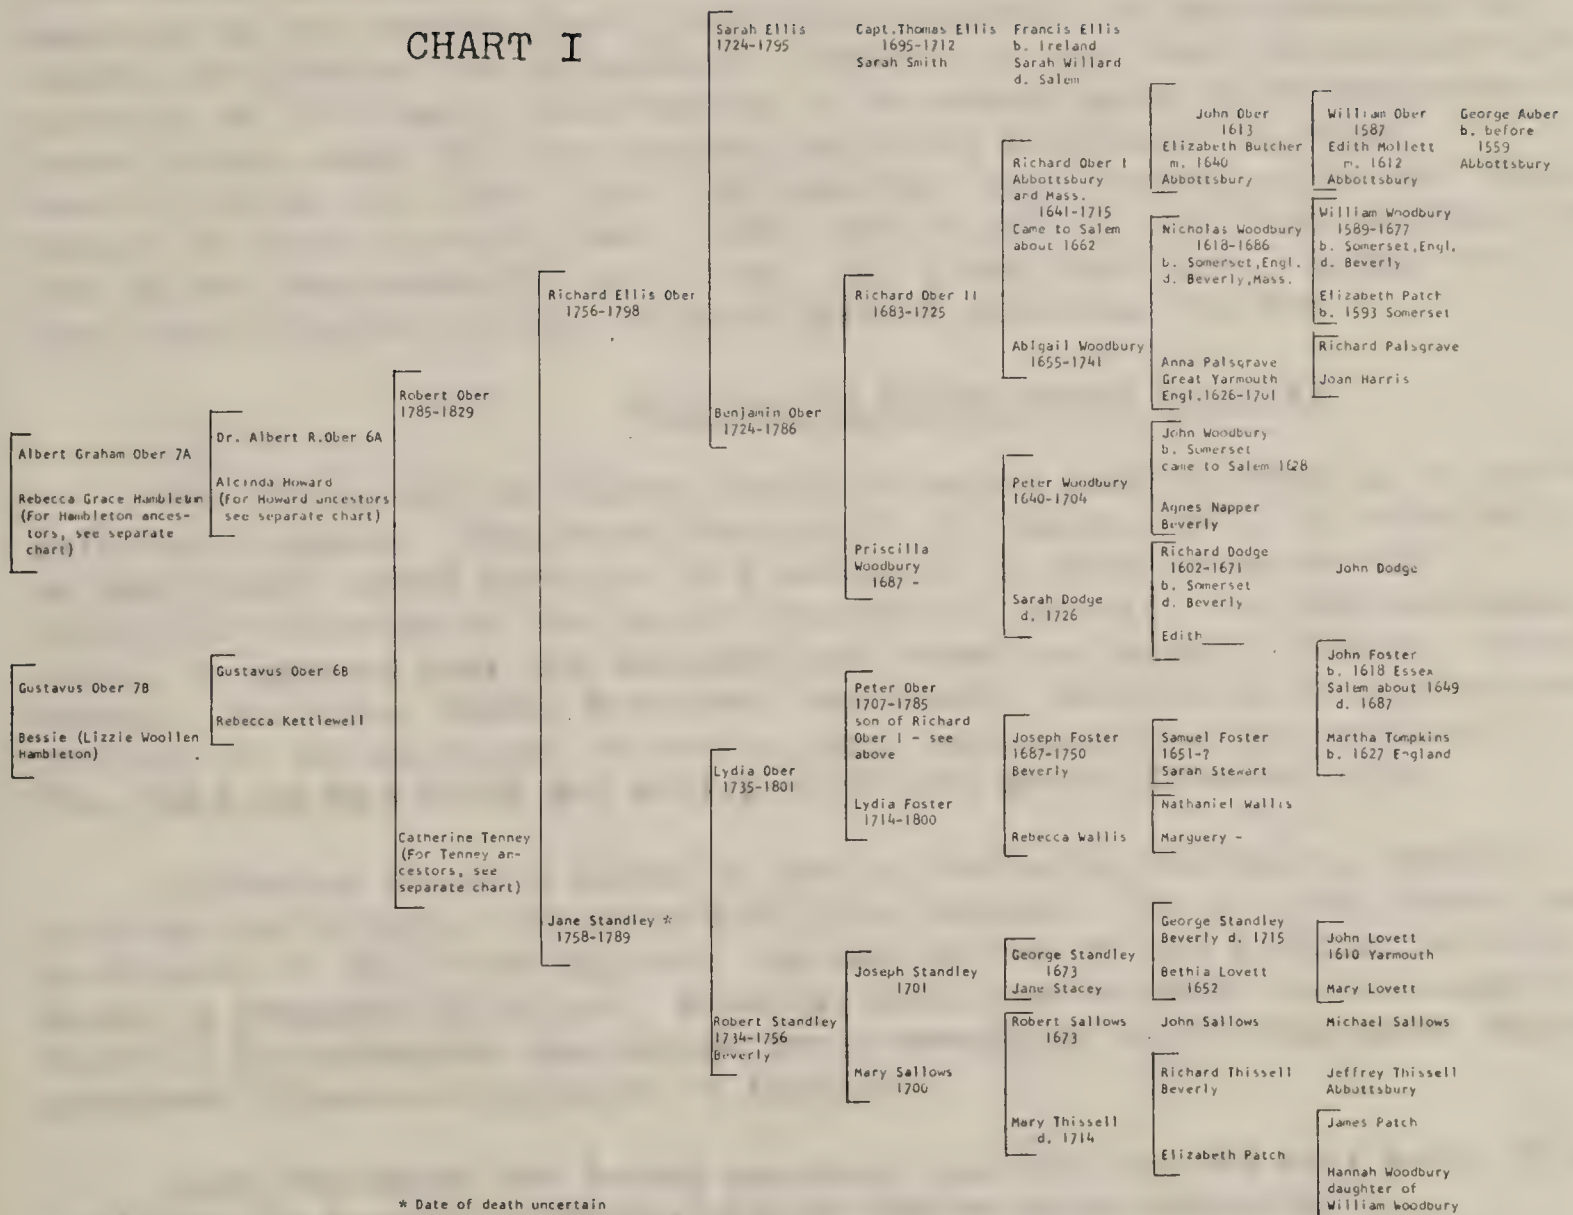 CHART I
Sarah Ellis
1724-1795
Capt.Thomas Ellis
1695-1712
Sarah Smith
Francis Ellis
b. Ireland
Sarah Willard
d. Salem
John Ober
1613
Elizabeth Butcher
m. 1640
Abbottsbury
William Ober
1587
Edith Mollett
m. 1612
Abbottsbury
George Auber
b. before
1559
Abbottsbury
Richard Ober I
Abbottsbury
and Mass.
1641-1715
Came to Salem
about 1662
Nicholas Woodbury
1618-1686
b. Somerset,Engl.
d. Beverly,Mass.
William Woodbury
1589-1677
b. Somerset,Engl.
d. Beverly
Elizabeth Patch
b. 1593 Somerset
Richard Ellis Ober
1756-1798
Richard Ober II
1683-1725
Abigail Woodbury
1655-1741
Anna Palsgrave
Great Yarmouth
Engl.1626-1701
Richard Palsgrave
Joan Harris
Robert Ober
1785-1829
Benjamin Ober
1724-1786
Albert Graham Ober 7A
Rebecca Grace Hambleton
(For Hambleton ances-
tors, see separate
chart)
Dr. Albert R.Ober 6A
Alcinda Howard
(For Howard ancestors
see separate chart)
Peter Woodbury
1640-1704
John Woodbury
b. Somerset
came to Salem 1628
Agnes Napper
Beverly
Priscilla
Woodbury
1687 -
Sarah Dodge
d. 1726
Richard Dodge
1602-1671
b. Somerset
d. Beverly
Edith____
John Dodge
Gustavus Ober 7B
Bessie (Lizzie Woollen
Hambleton)
Gustavus Ober 6B
Rebecca Kettlewell
Peter Ober
1707-1785
son of Richard
Ober I - see
above
Lydia Foster
1714-1800
Joseph Foster
1687-1750
Beverly
Rebecca Wallis
Samuel Foster
1651-?
Sarah Stewart
Nathaniel Wallis
Marguery -
John Foster
b. 1618 Essex
Salem about 1649
d. 1687
Martha Tompkins
b. 1627 England
Lydia Ober
1735-1801
Catherine Tenney
(For Tenney an-
cestors, see
separate chart)
Jane Standley *
1758-1789
Robert Standley
1734-1756
Beverly
Joseph Standley
1701
Mary Sallows
1700
George Standley
1673
Jane Stacey
George Standley
Beverly d. 1715
Bethia Lovett
1652
John Lovett
1610 Yarmouth
Mary Lovett
Robert Sallows
1673
John Sallows
Michael Sallows
Mary Thissell
d. 1714
Richard Thissell
Beverly
Elizabeth Patch
Jeffrey Thissell
Abbottsbury
James Patch
Hannah Woodbury
daughter of
William Woodbury
* Date of death uncertain